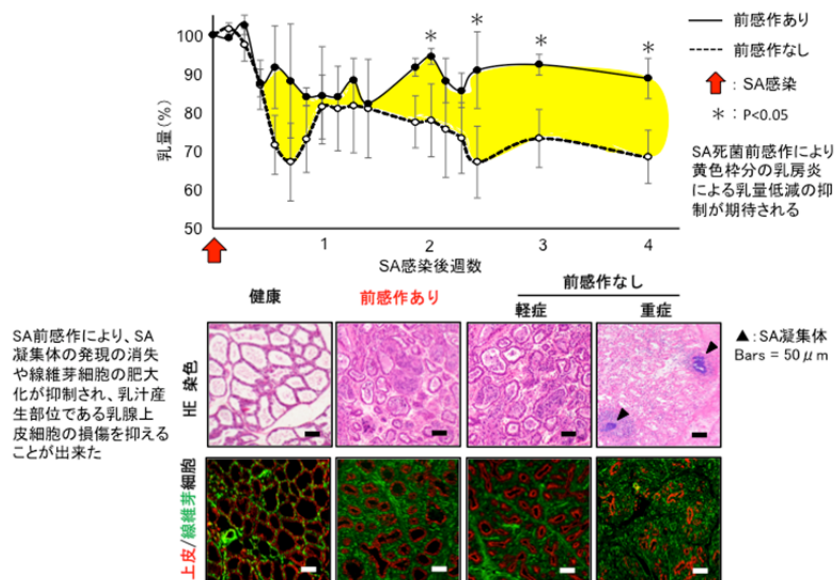 100
90
80
70
60
50
乳量(%)
1
2
3
4
SA感染後週数
*
*
*
*
前感作あり
前感作なし
:SA感染
* : P<0.05
SA死菌前感作により
黄色枠分の乳房炎
による乳量低減の抑
制が期待される
健康
前感作あり
前感作なし
軽症
重症
SA前感作により、SA
凝集体の発現の消失
や線維芽細胞の肥大
化が抑制され、乳汁産
生部位である乳腺上
皮細胞の損傷を抑える
ことが出来た
HE 染色
▲:SA凝集体
Bars = 50μm
上皮/線維芽細胞